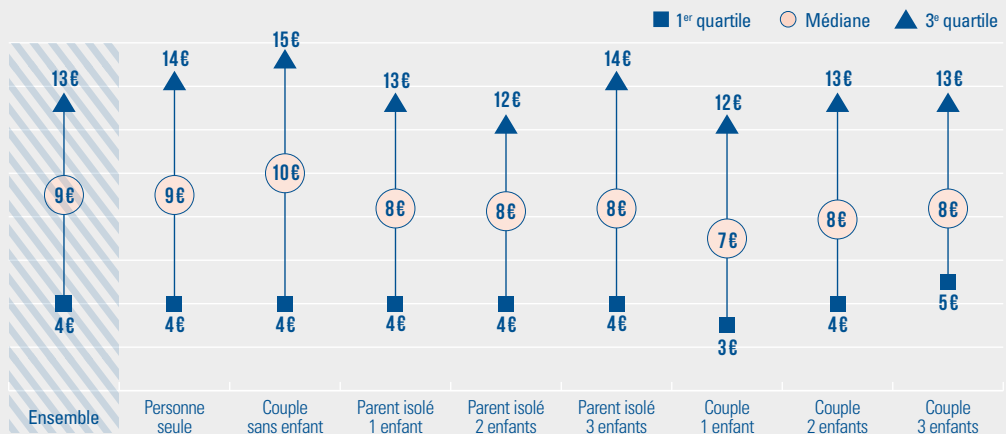 1er quartile Médiane 3e quartile
15€
14€ 14€
13€ 13€ 13€ 13€
12€ 12€
10€
9€ 9€
8€ 8€ 8€ 8€ 8€
7€
5€
4€ 4€ 4€ 4€ 4€ 4€ 4€
3€
Ensemble
Personne
seule
Couple
sans enfant
Parent isolé
1 enfant
Parent isolé
2 enfants
Parent isolé
3 enfants
Couple
1 enfant
Couple
2 enfants
Couple
3 enfants